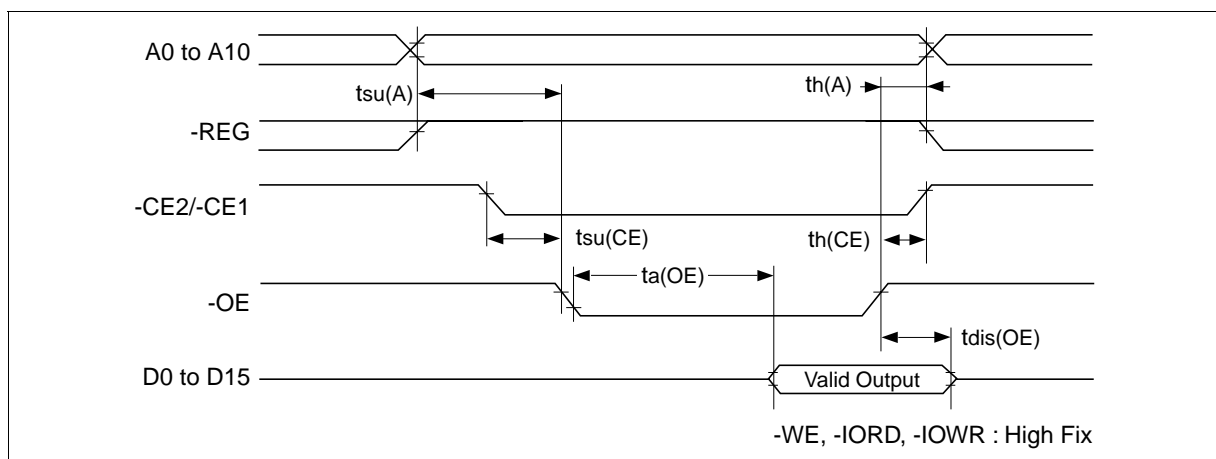 A0 to A10
tsu(A)
th(A)
-REG
-CE2/-CE1
tsu(CE)
th(CE)
ta(OE)
-OE
tdis(OE)
D0 to D15
Valid Output
-WE, -IORD, -IOWR : High Fix